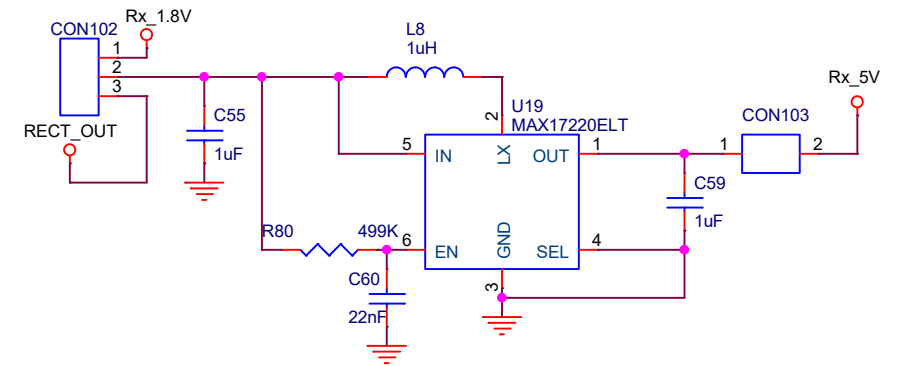 Rx_1.8V
CON102
1
2
3
RECT_OUT
C55
1uF
L8
1uH
2
U19
MAX17220ELT
5
IN
LX
OUT
1
R80
499K
6
EN
GND
SEL
4
3
C60
22nF
C59
1uF
CON103
1
2
Rx_5V